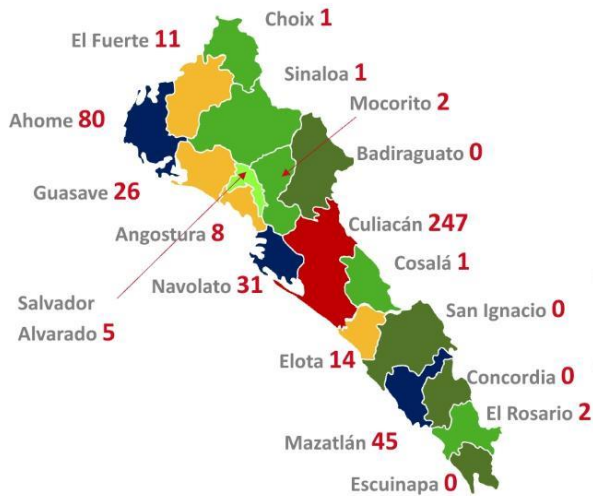 Choix 1
El Fuerte 11
Sinaloa 1
Mocorito 2
Ahome 80
Badiraguato 0
Guasave 26
Culiacán 247
Angostura 8
Cosalá 1
Navolato 31
Salvador
Alvarado 5
San Ignacio 0
Elota 14
Concordia 0
El Rosario 2
Mazatlán 45
Escuinapa 0